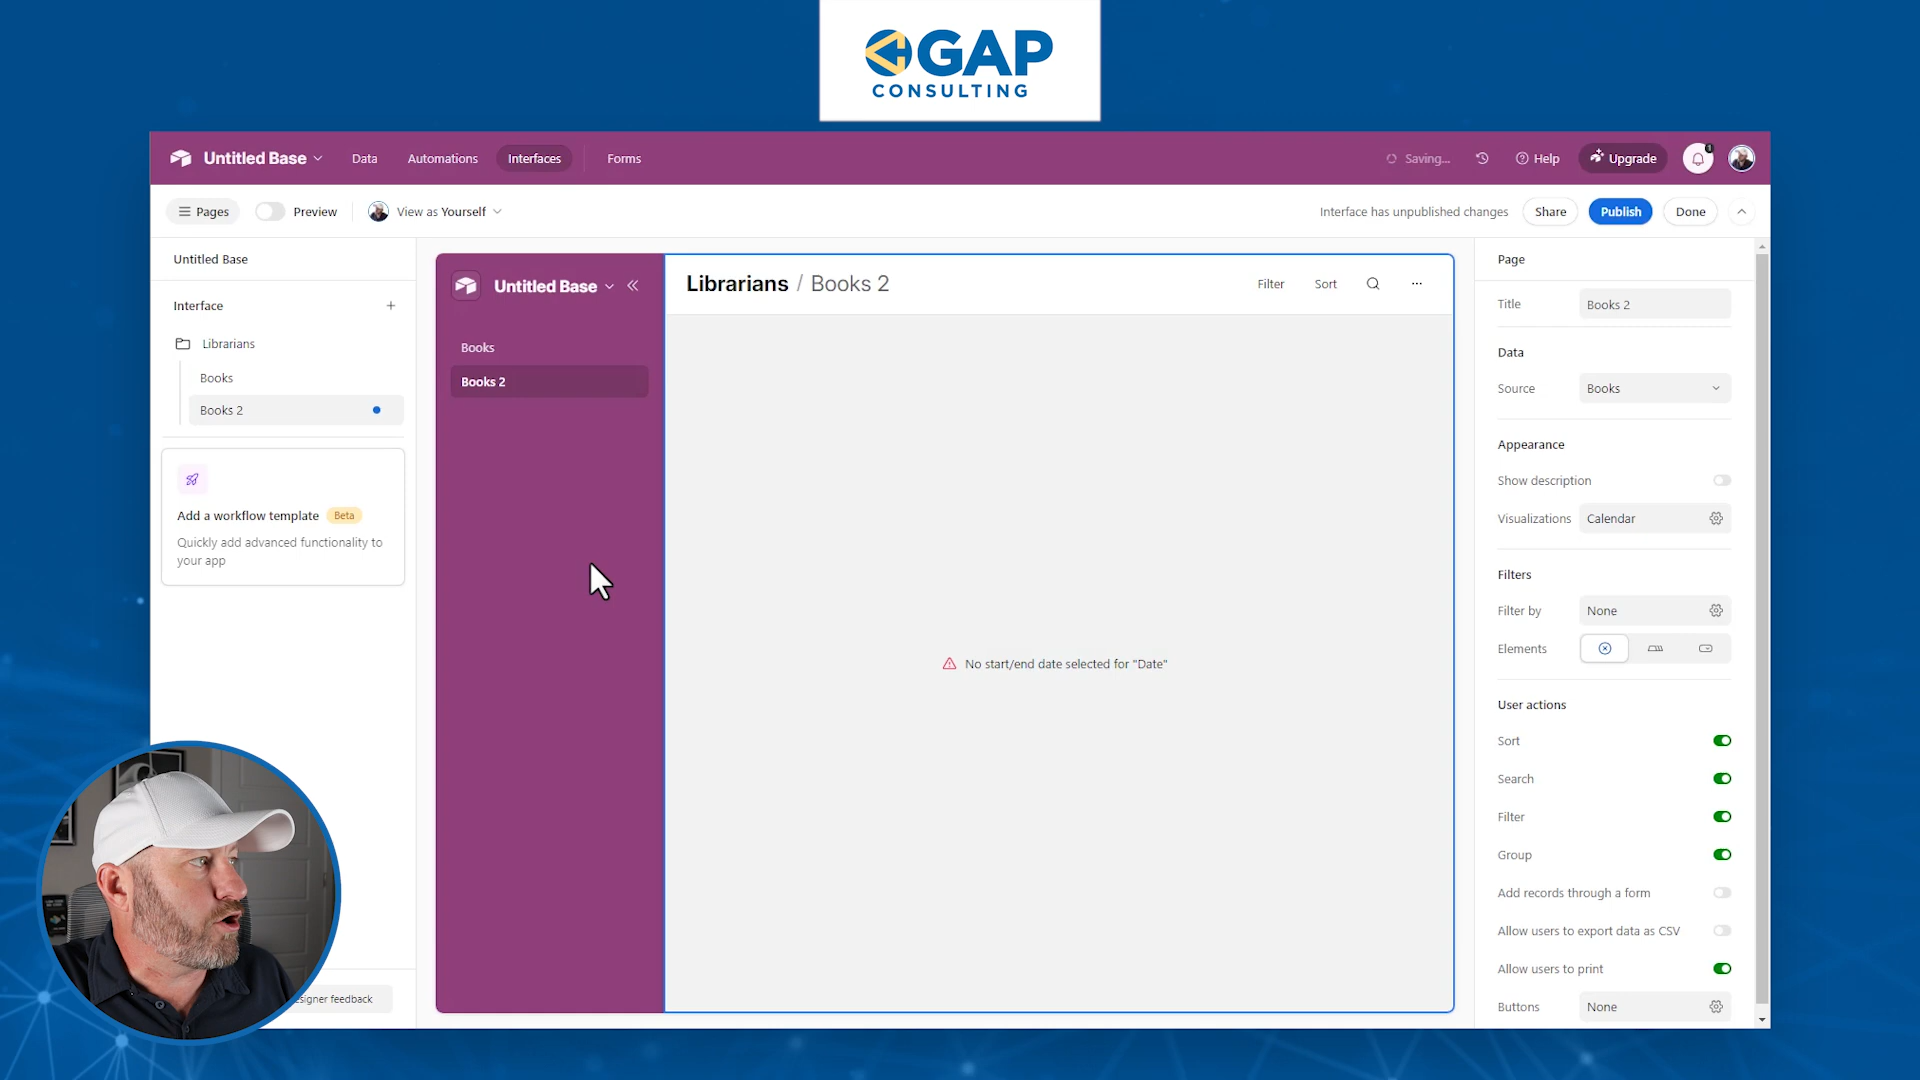 GAP
CONSULTING
Untitled Base
Data
Automations
Interfaces
Forms
Saving...
Help
Upgrade
1
Pages
Preview
View as Yourself
Interface has unpublished changes
Share
Publish
Done
Untitled Base
Interface
Librarians
Books
Books 2
Add a workflow template Beta
Quickly add advanced functionality to
your app
signer feedback
Untitled Base
Books
Books 2
Librarians / Books 2
Filter
Sort
No start/end date selected for "Date"
Page
Title
Books 2
Data
Source
Books
Appearance
Show description
Visualizations
Calendar
Filters
Filter by
None
Elements
User actions
Sort
Search
Filter
Group
Add records through a form
Allow users to export data as CSV
Allow users to print
Buttons
None